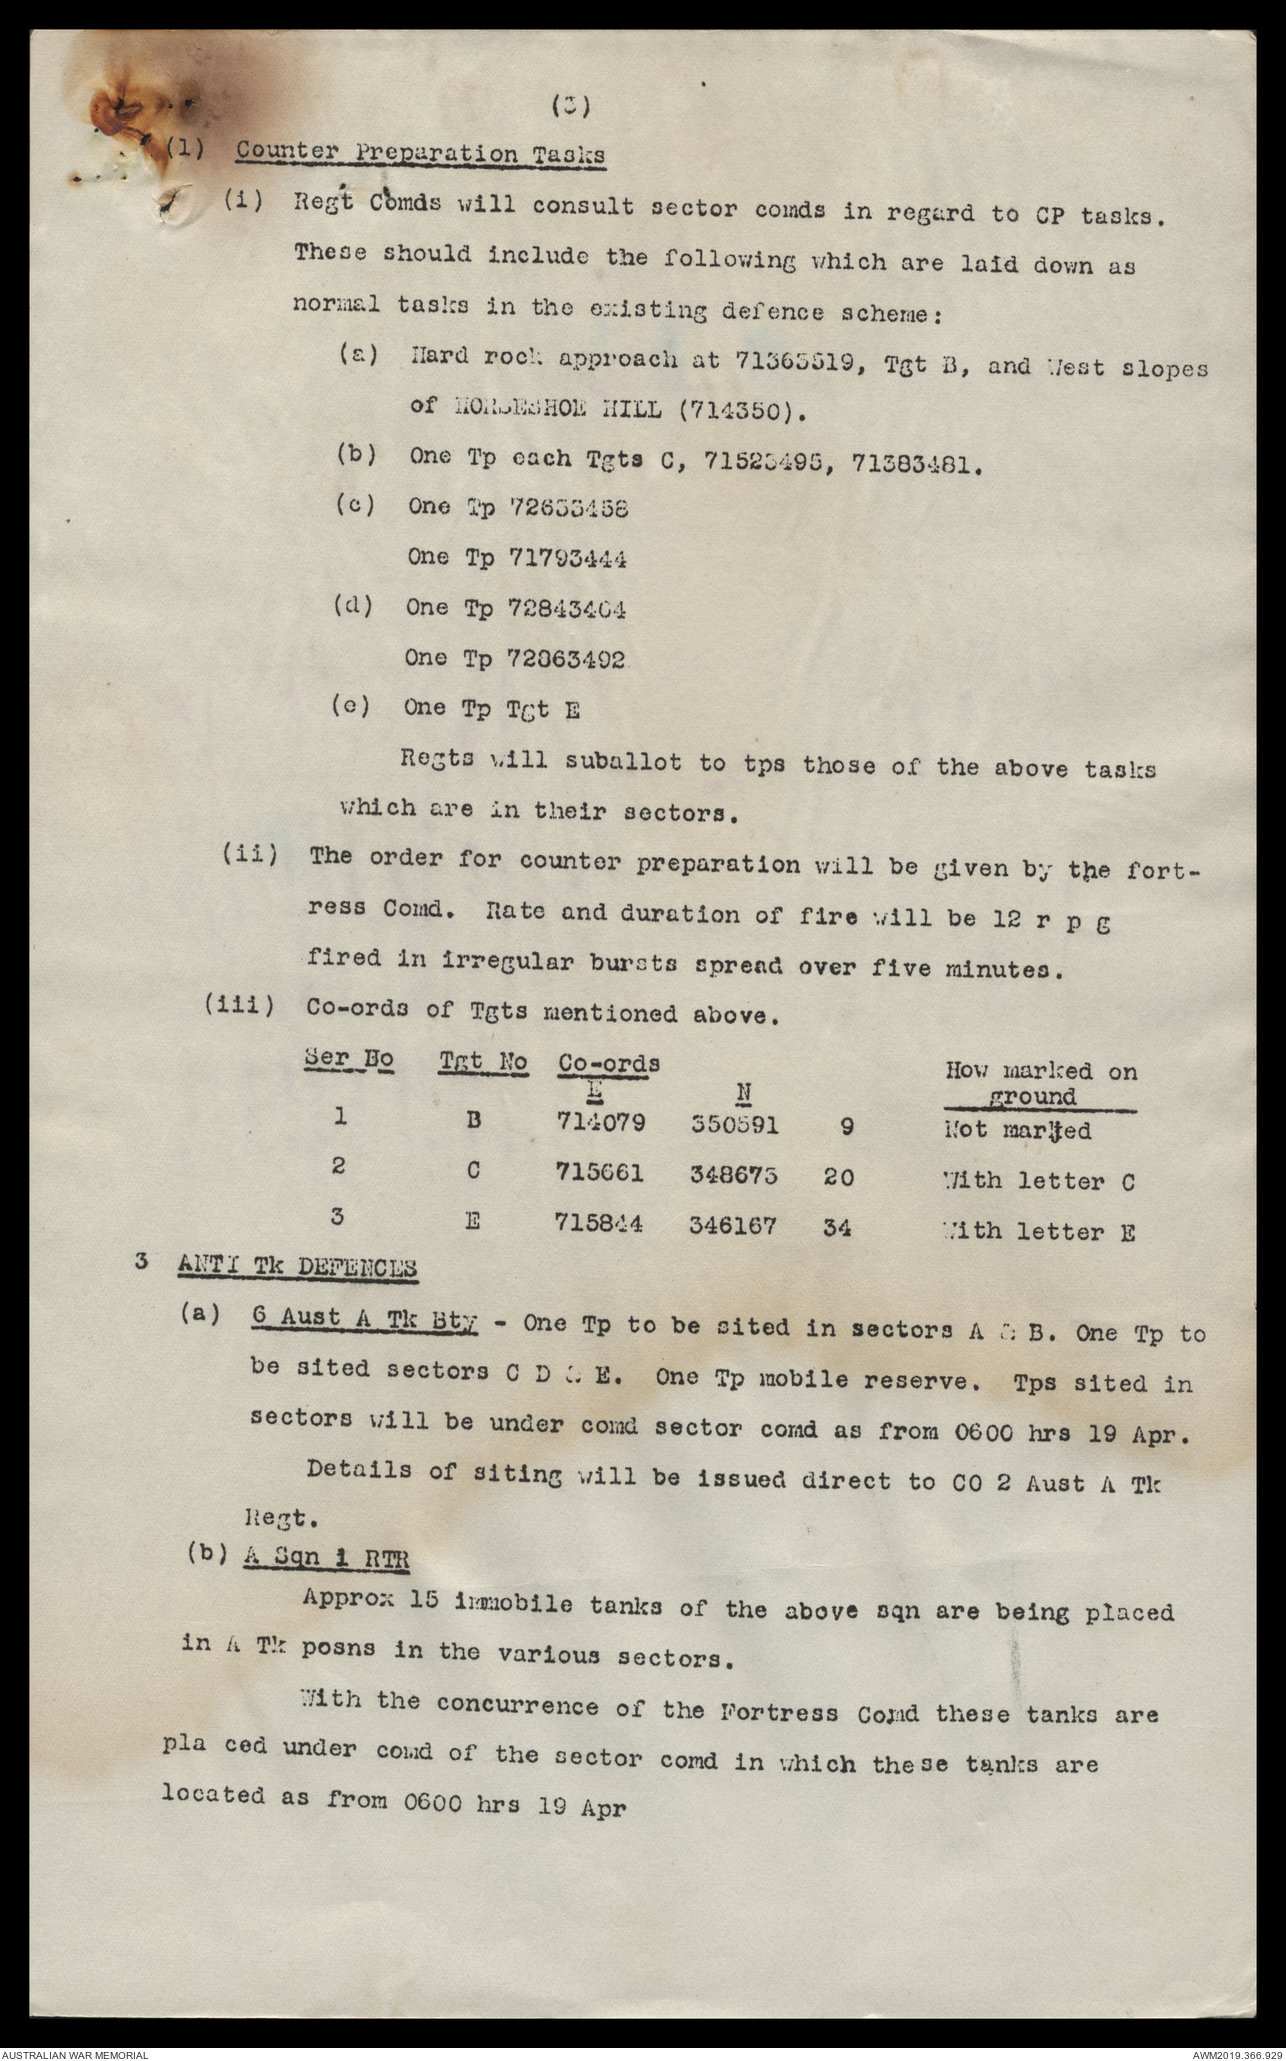 (3)
(l) Counter Preparation Tasks
(i) Regt Comds will consult sector comds in regard to CP tasks.
These should include the following which are laid down as
normal tasks in the existing defence scheme:
(a) Hard rock approach at 71363519, Tgt B, and West slopes
of HORSESHOE HILL (714350).
(b) One Tp each Tgts C, 71523495, 71383481.
(c) One Tp 72633458
One Tp 71793444
(d) One Tp 72843464
One Tp 72863492
(e) One Tp Tgt E
Regts will suballot to tps those of the above tasks
which are in their sectors.
(ii) The order for counter preparation will be given by the fort-
ress Comd. Rate and duration of fire will be 12 r p g
fired in irregular bursts spread over five minutes.
(iii) Co-ords of Tgts mentioned above.
Ser No Tgt No Co-ords How marked on
E N ground
1 B 714079 350591 9 Not marked
2 C 715661 348673 20 With letter C
3 E 715844 346167 34 With letter E
3 ANTI Tk DEFENCES
(a) 6 Aust A Tk Bty - One Tp to be sited in sectors A & B. One Tp to
be sited sectors C D & E. One Tp mobile reserve. Tps sited in
sectors will be under comd sector comd as from 0600 hrs 19 Apr.
Details of siting will be issued direct to CO 2 Aust A Tk
Regt.
(b) A Sqn 1 RTR
Approx 15 immobile tanks of the above sqn are being placed
in A Tk posns in the various sectors.
With the concurrence of the Fortress Comd these tanks are
pla ced under comd of the sector comd in which these tanks are
located as from 0600 hrs 19 Apr
AUSTRALIAN WAR MEMORIAL AWM2019.366.929